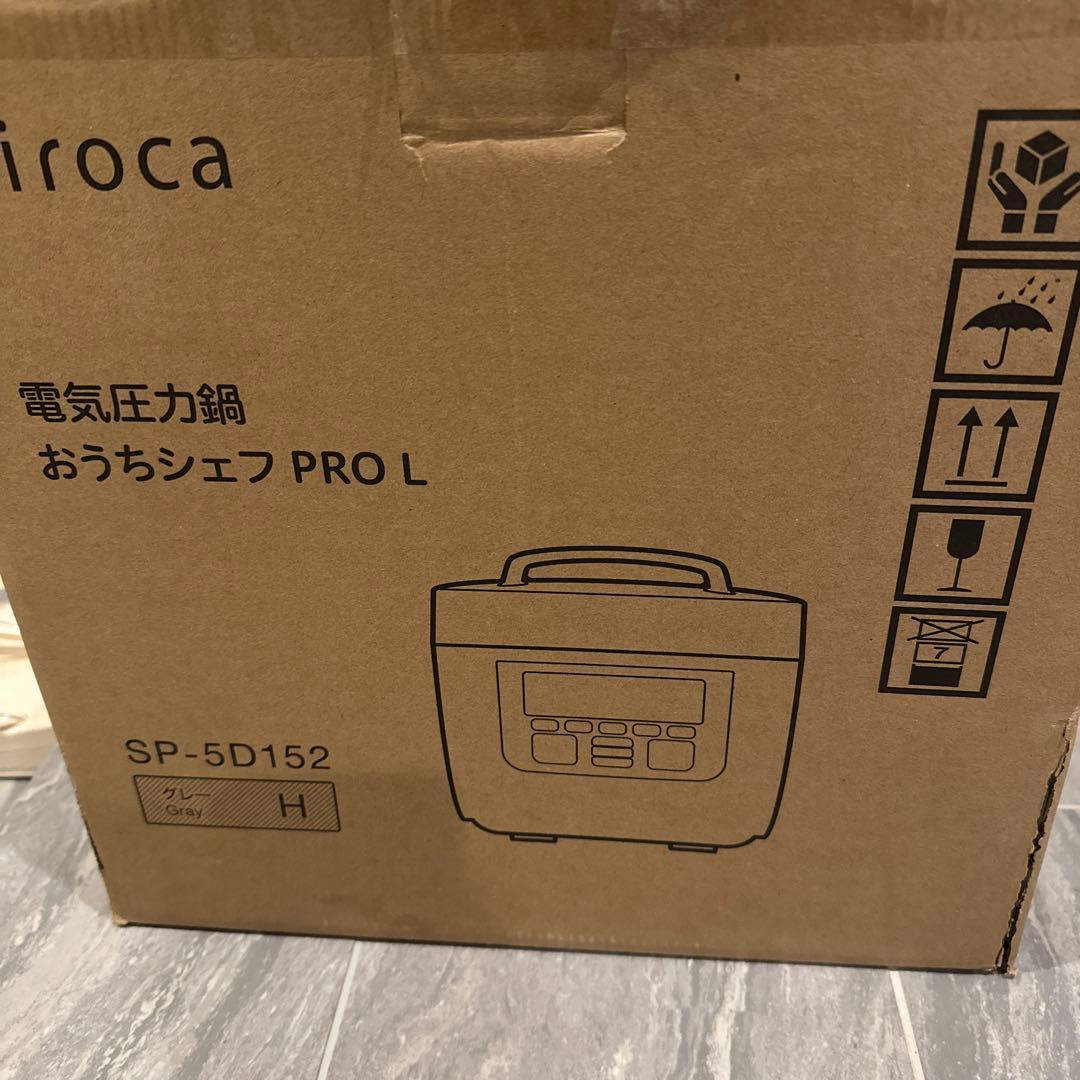 iroca
電気圧力鍋
おうちシェフ PRO L
7
SP-5D152
グレー
Gray
H